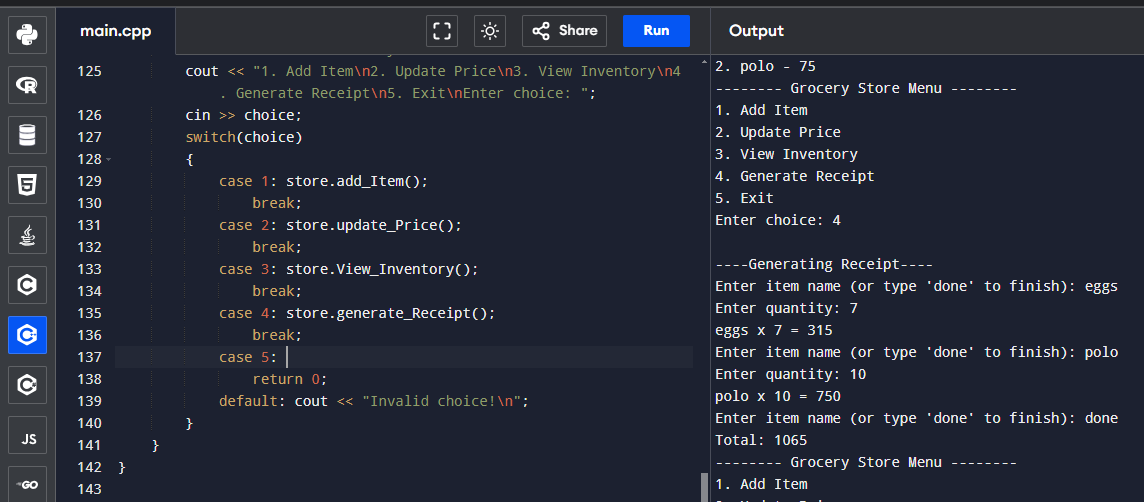 main.cpp
Share
Run
125 cout << "1. Add Item\n2. Update Price\n3. View Inventory\n4
. Generate Receipt\n5. Exit\nEnter choice: ";
126 cin >> choice;
127 switch(choice)
128 {
129 case 1: store.add_Item();
130 break;
131 case 2: store.update_Price();
132 break;
133 case 3: store.View_Inventory();
134 break;
135 case 4: store.generate_Receipt();
136 break;
137 case 5:
138 return 0;
139 default: cout << "Invalid choice!\n";
140 }
141 }
142 }
143
Output
2. polo - 75
-------- Grocery Store Menu --------
1. Add Item
2. Update Price
3. View Inventory
4. Generate Receipt
5. Exit
Enter choice: 4
----Generating Receipt----
Enter item name (or type 'done' to finish): eggs
Enter quantity: 7
eggs x 7 = 315
Enter item name (or type 'done' to finish): polo
Enter quantity: 10
polo x 10 = 750
Enter item name (or type 'done' to finish): done
Total: 1065
-------- Grocery Store Menu --------
1. Add Item
R
5
C
C
C
JS
GO